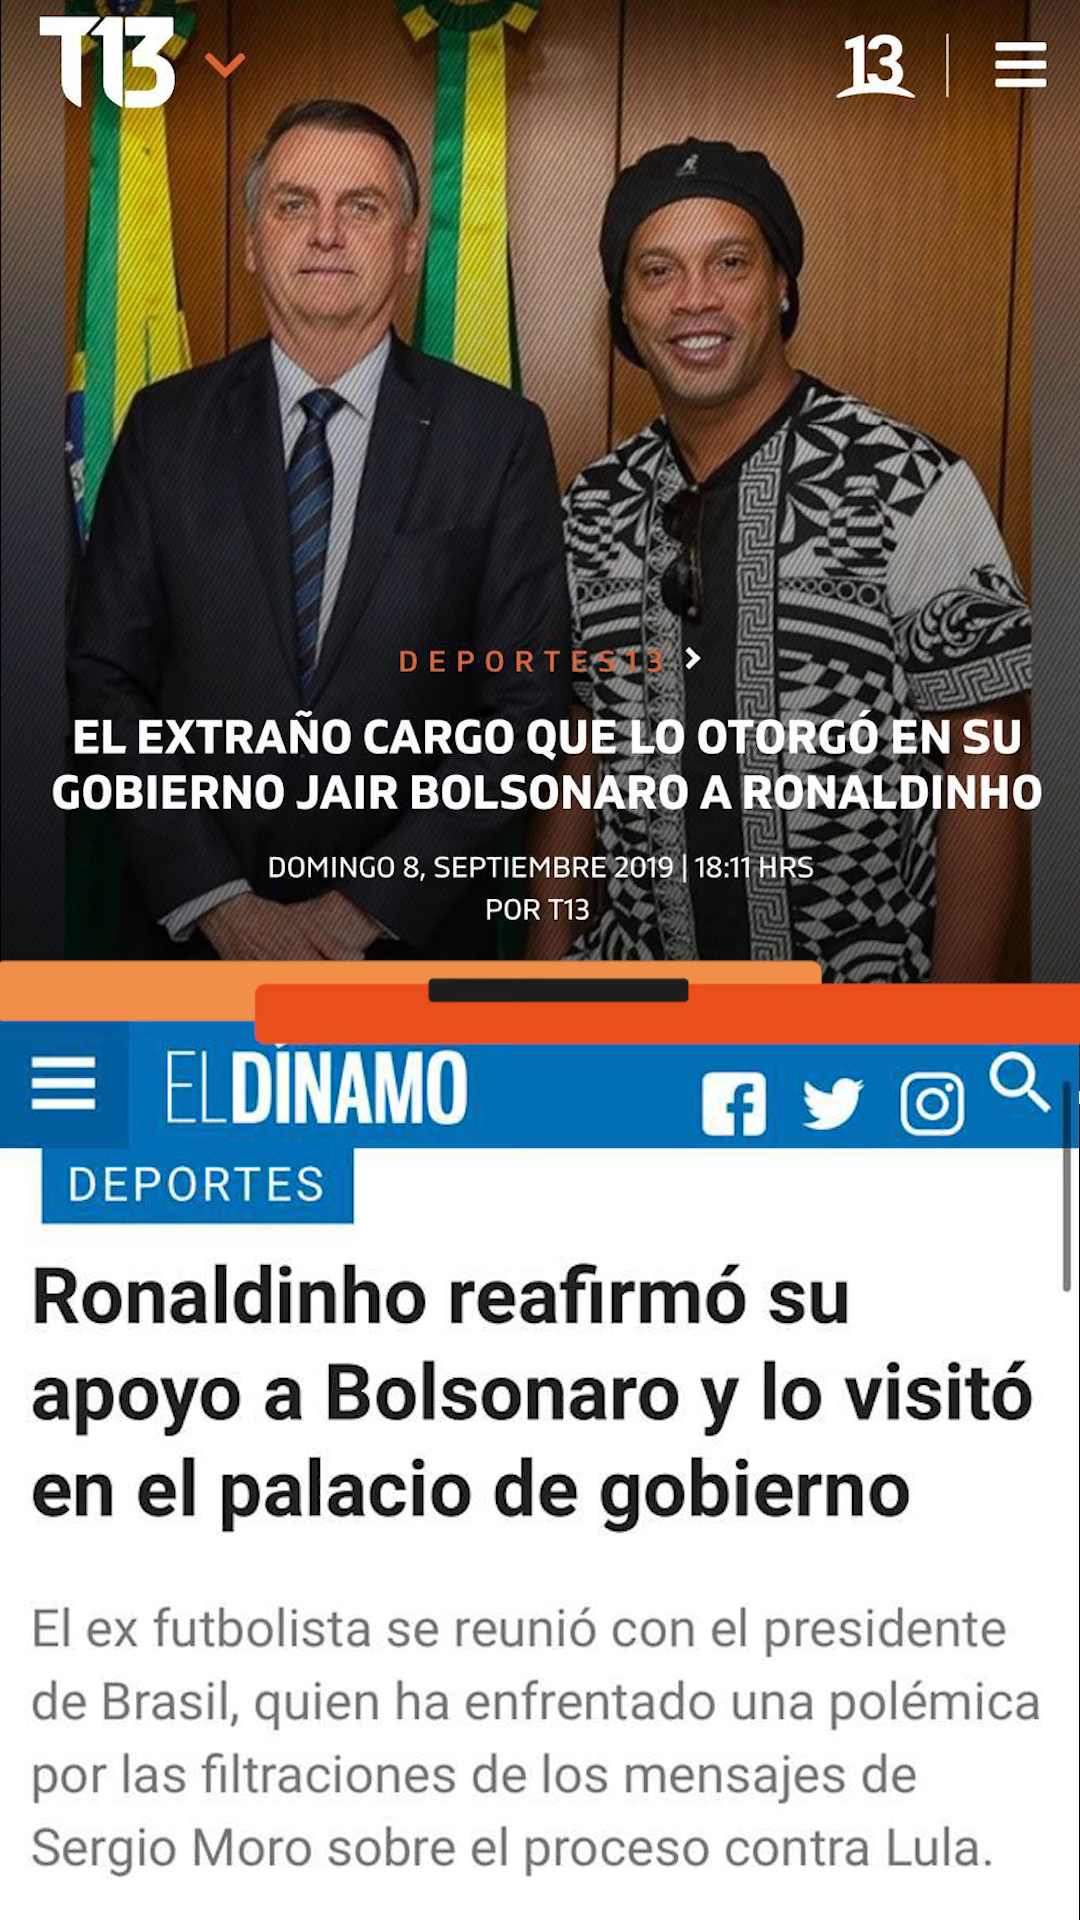 T13
13
DEPORTES13
EL EXTRAÑO CARGO QUE LO OTORGÓ EN SU
GOBIERNO JAIR BOLSONARO A RONALDINHO
DOMINGO 8, SEPTIEMBRE 2019 | 18:11 HRS
POR T13
EL DÍNAMO
DEPORTES
Ronaldinho reafirmó su
apoyo a Bolsonaro y lo visitó
en el palacio de gobierno
El ex futbolista se reunió con el presidente
de Brasil, quien ha enfrentado una polémica
por las filtraciones de los mensajes de
Sergio Moro sobre el proceso contra Lula.